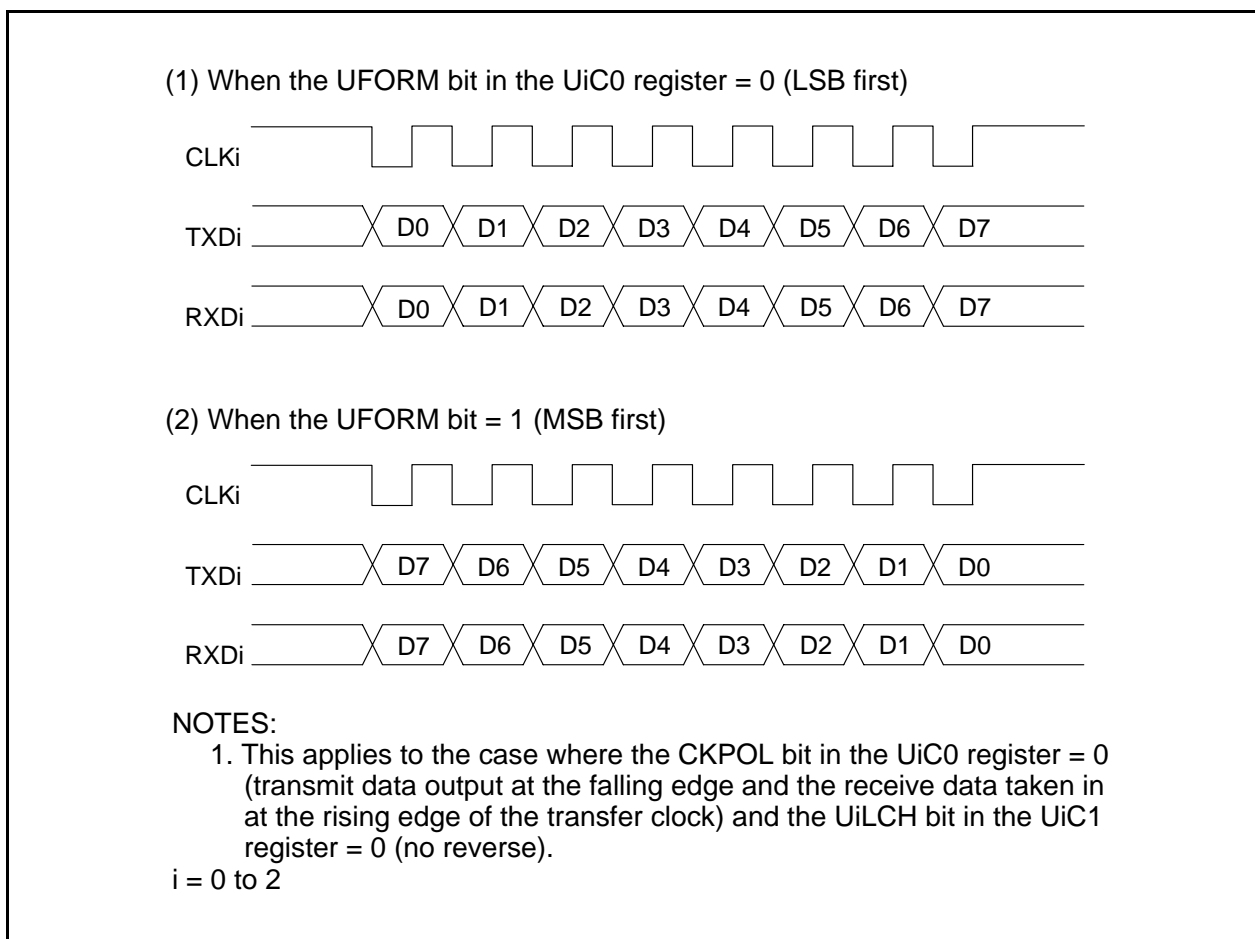 (1) When the UFORM bit in the UiC0 register = 0 (LSB first)
CLKi
TXDi D0 D1 D2 D3 D4 D5 D6 D7
RXDi D0 D1 D2 D3 D4 D5 D6 D7
(2) When the UFORM bit = 1 (MSB first)
CLKi
TXDi D7 D6 D5 D4 D3 D2 D1 D0
RXDi D7 D6 D5 D4 D3 D2 D1 D0
NOTES:
1. This applies to the case where the CKPOL bit in the UiC0 register = 0
(transmit data output at the falling edge and the receive data taken in
at the rising edge of the transfer clock) and the UiLCH bit in the UiC1
register = 0 (no reverse).
i = 0 to 2